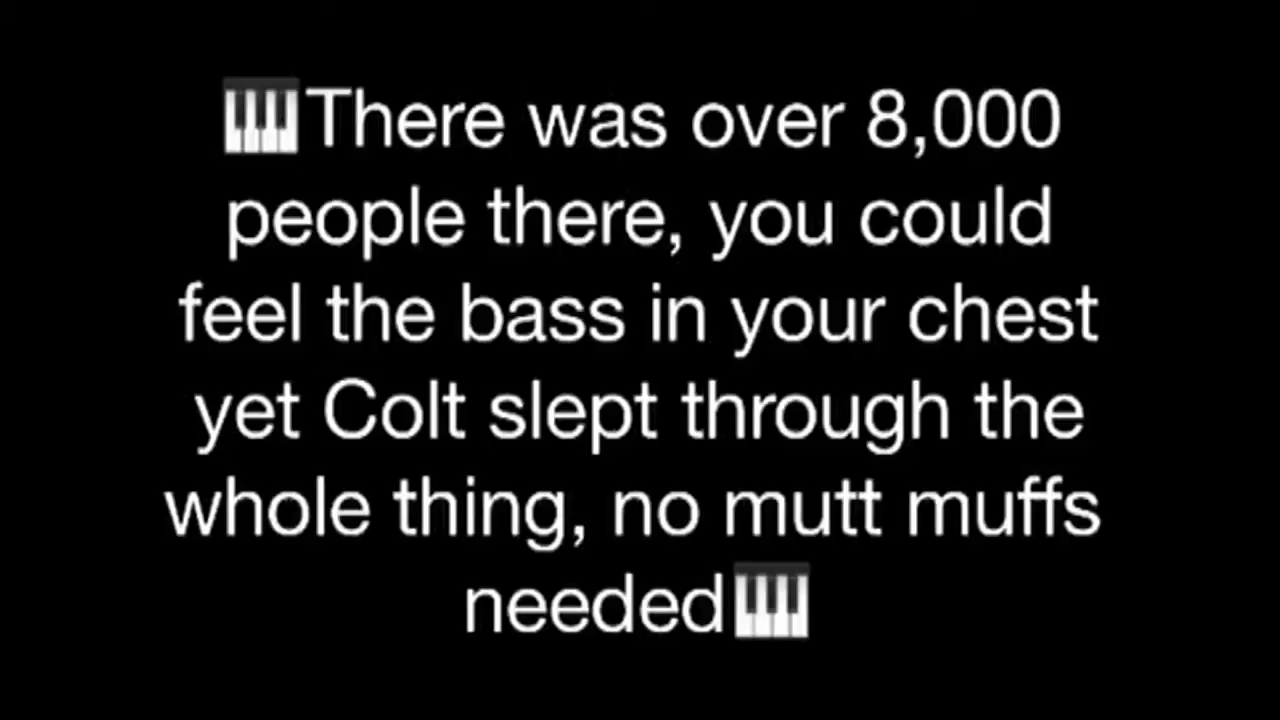 🎹There was over 8,000
people there, you could
feel the bass in your chest
yet Colt slept through the
whole thing, no mutt muffs
needed🎹